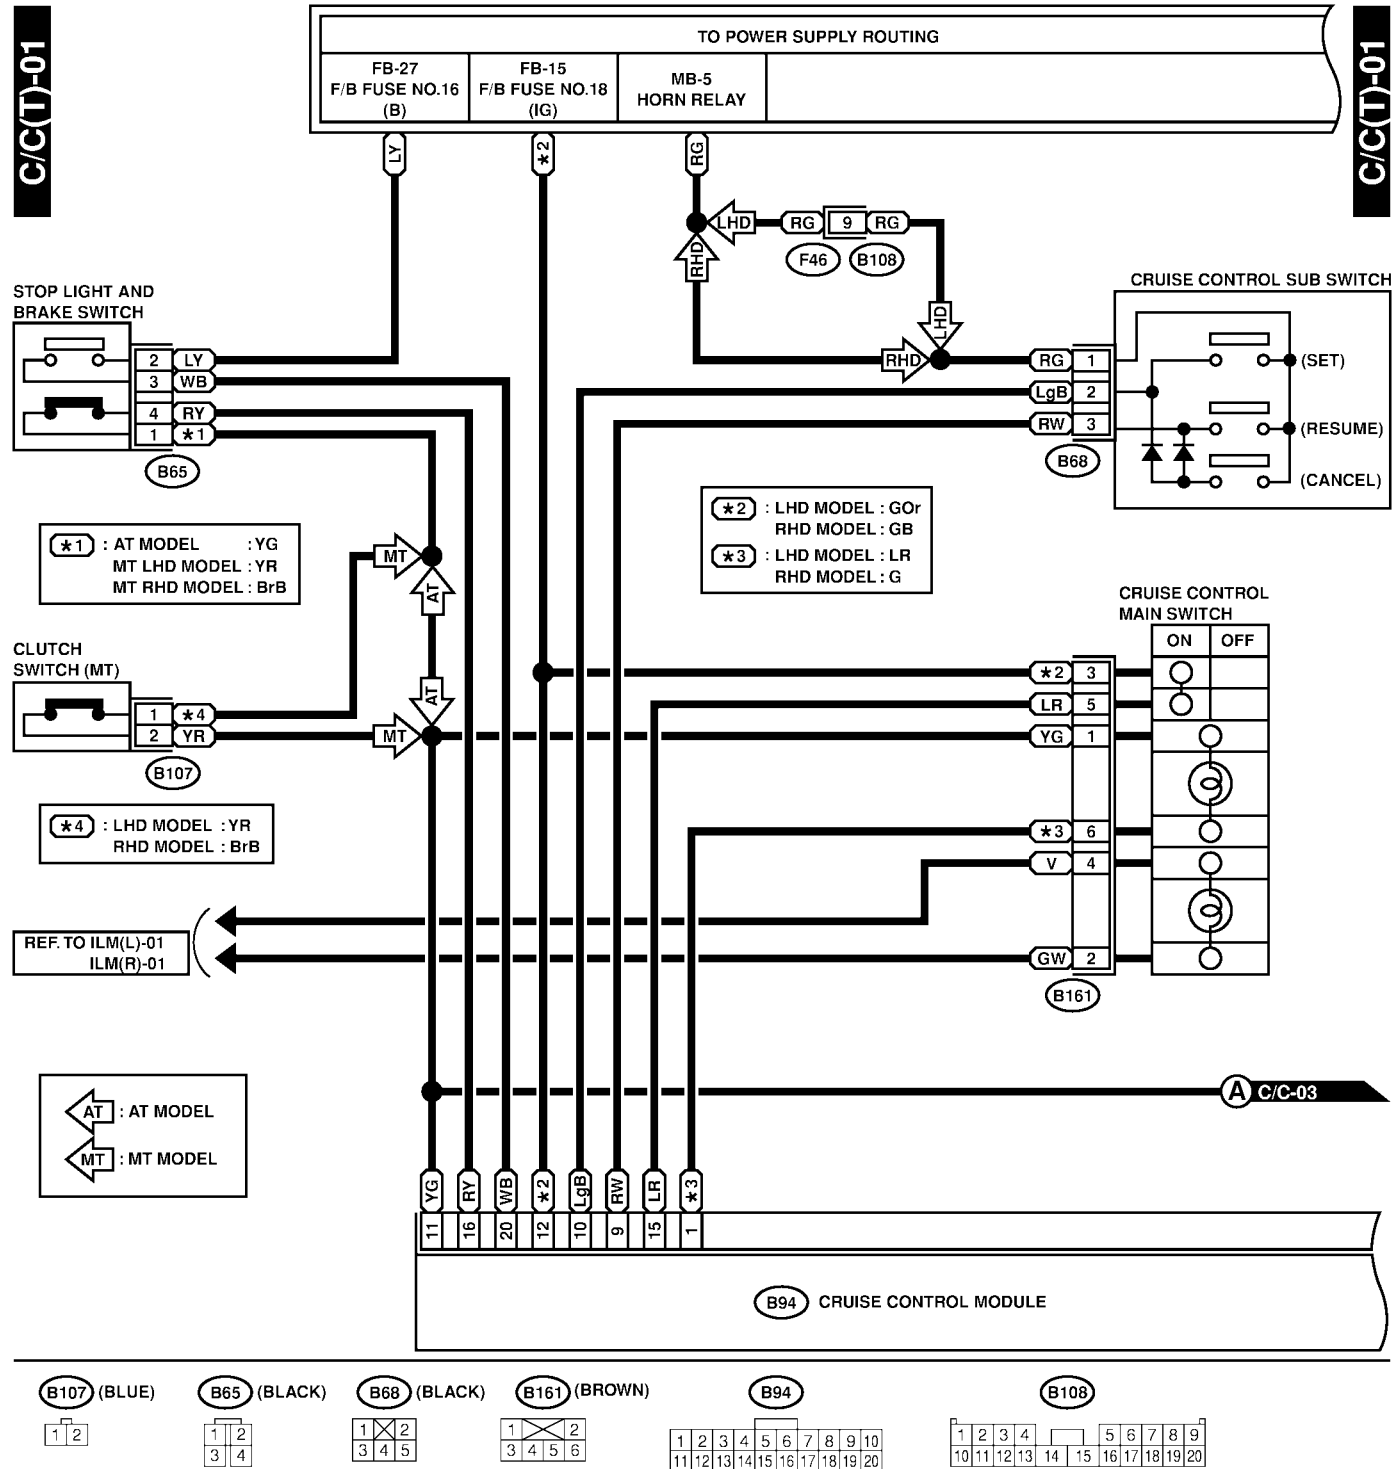 C/C(T)-01
C/C(T)-01
TO POWER SUPPLY ROUTING
FB-27
F/B FUSE NO.16
(B)
FB-15
F/B FUSE NO.18
(IG)
MB-5
HORN RELAY
LY
*2
RG
LHD
RG
9
RG
RHD
F46
B108
LHD
STOP LIGHT AND
BRAKE SWITCH
CRUISE CONTROL SUB SWITCH
2 LY
3 WB
4 RY
1 *1
B65
RHD
RG 1
LgB 2
RW 3
B68
(SET)
(RESUME)
(CANCEL)
*1 : AT MODEL : YG
MT LHD MODEL : YR
MT RHD MODEL : BrB
*2 : LHD MODEL : GOr
RHD MODEL : GB
*3 : LHD MODEL : LR
RHD MODEL : G
MT
AT
CLUTCH
SWITCH (MT)
1 *4
2 YR
B107
AT
MT
CRUISE CONTROL
MAIN SWITCH
ON OFF
*2 3
LR 5
YG 1
*3 6
V 4
GW 2
B161
*4 : LHD MODEL : YR
RHD MODEL : BrB
REF. TO ILM(L)-01
ILM(R)-01
AT : AT MODEL
MT : MT MODEL
A C/C-03
YG RY WB *2 LgB RW LR *3
11 16 20 12 10 9 15 1
B94 CRUISE CONTROL MODULE
B107 (BLUE)
1 2
B65 (BLACK)
1 2
3 4
B68 (BLACK)
1 2
3 4 5
B161 (BROWN)
1 2
3 4 5 6
B94
1 2 3 4 5 6 7 8 9 10
11 12 13 14 15 16 17 18 19 20
B108
1 2 3 4 5 6 7 8 9
10 11 12 13 14 15 16 17 18 19 20